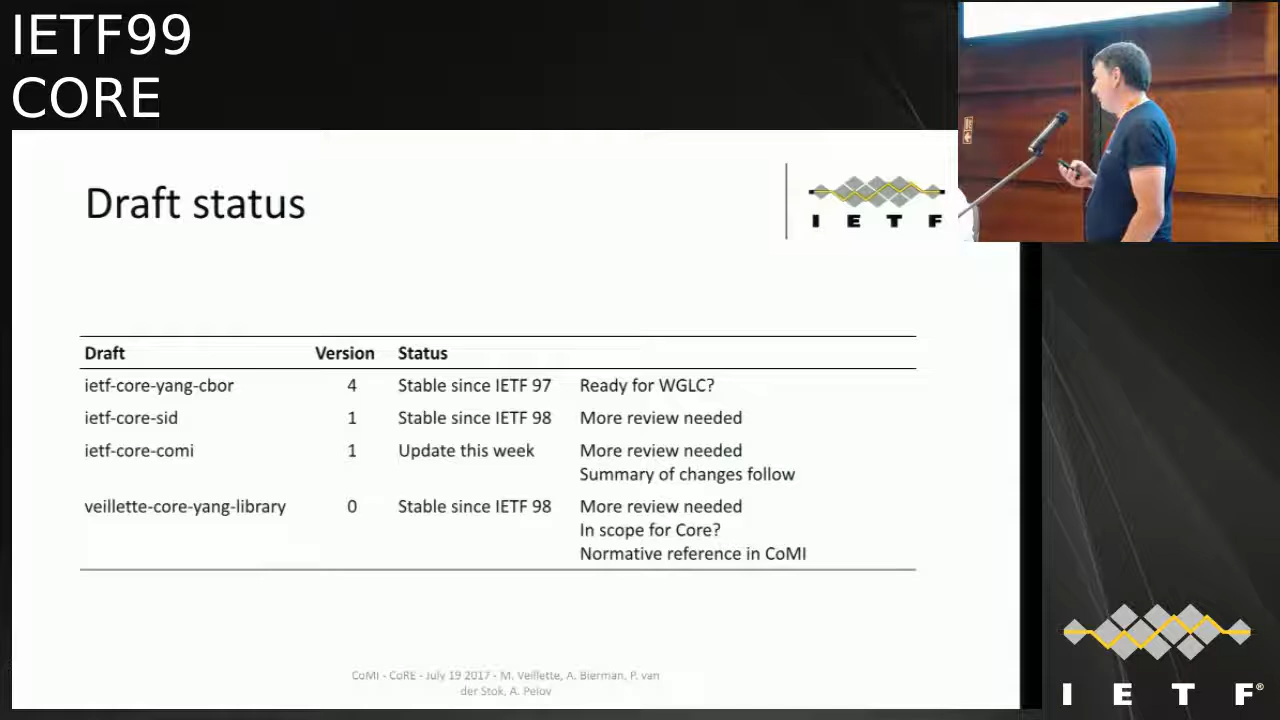 IETF99
CORE
Draft status
I E T F
Draft Version Status
ietf-core-yang-cbor 4 Stable since IETF 97 Ready for WGLC?
ietf-core-sid 1 Stable since IETF 98 More review needed
ietf-core-comi 1 Update this week More review needed
Summary of changes follow
veillette-core-yang-library 0 Stable since IETF 98 More review needed
In scope for Core?
Normative reference in CoMI
CoMI - CoRE - July 19 2017 - M. Veillette, A. Bierman, P. van
der Stok, A. Pelov
I E T F®